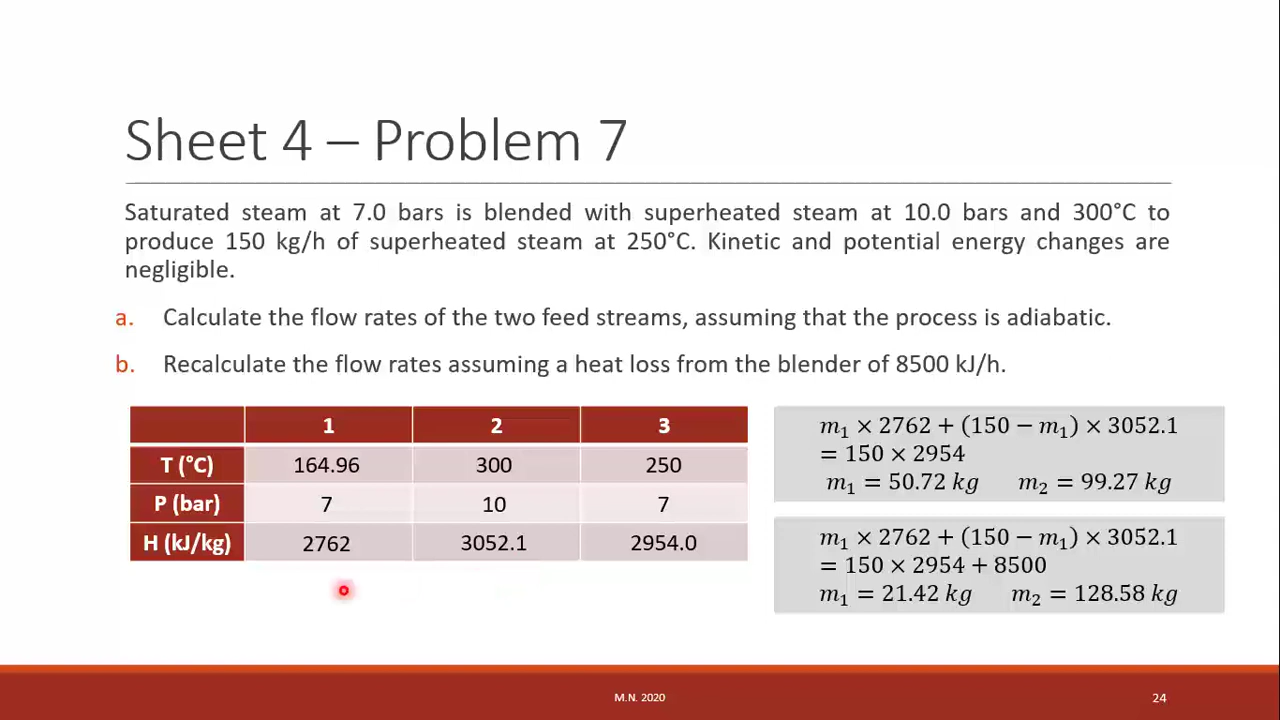 Sheet 4 – Problem 7
Saturated steam at 7.0 bars is blended with superheated steam at 10.0 bars and 300°C to
produce 150 kg/h of superheated steam at 250°C. Kinetic and potential energy changes are
negligible.
a. Calculate the flow rates of the two feed streams, assuming that the process is adiabatic.
b. Recalculate the flow rates assuming a heat loss from the blender of 8500 kJ/h.
1 2 3
T (°C) 164.96 300 250
P (bar) 7 10 7
H (kJ/kg) 2762 3052.1 2954.0
m₁ × 2762 + (150 − m₁) × 3052.1
= 150 × 2954
m₁ = 50.72 kg m₂ = 99.27 kg
m₁ × 2762 + (150 − m₁) × 3052.1
= 150 × 2954 + 8500
m₁ = 21.42 kg m₂ = 128.58 kg
M.N. 2020
24